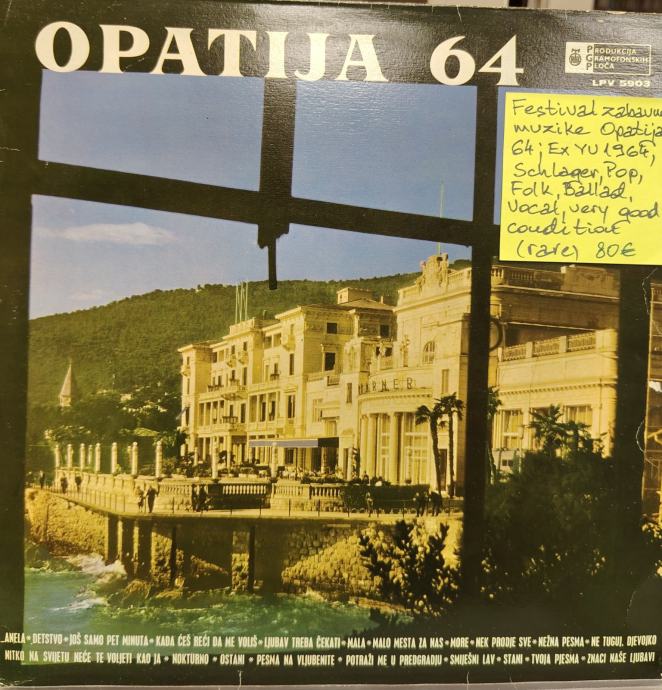 OPATIJA 64
PGP PRODUKCIJA GRAMOFONSKIH PLOČA
LPV 5903
Festival zabavne
muzike Opatija
64; Ex YU 1964,
Schlager, Pop,
Folk, Ballad,
Vocal, very good
condition
(rare) 80€
KVARNER
ANELA • DETSTVO • JOŠ SAMO PET MINUTA • KADA ĆEŠ REĆI DA ME VOLIŠ • LJUBAV TREBA ČEKATI • MALA • MALO MESTA ZA NAS • MORE • NEK PRODJE SVE • NEŽNA PESMA • NE TUGUJ, DJEVOJKO
NITKO NA SVIJETU NEĆE TE VOLJETI KAO JA • NOKTURNO • OSTANI • PESMA NA VLJUBENITE • POTRAŽI ME U PREDGRADJU • SMIJEŠNI LAV • STANI • TVOJA PJESMA • ZNACI NAŠE LJUBAVI